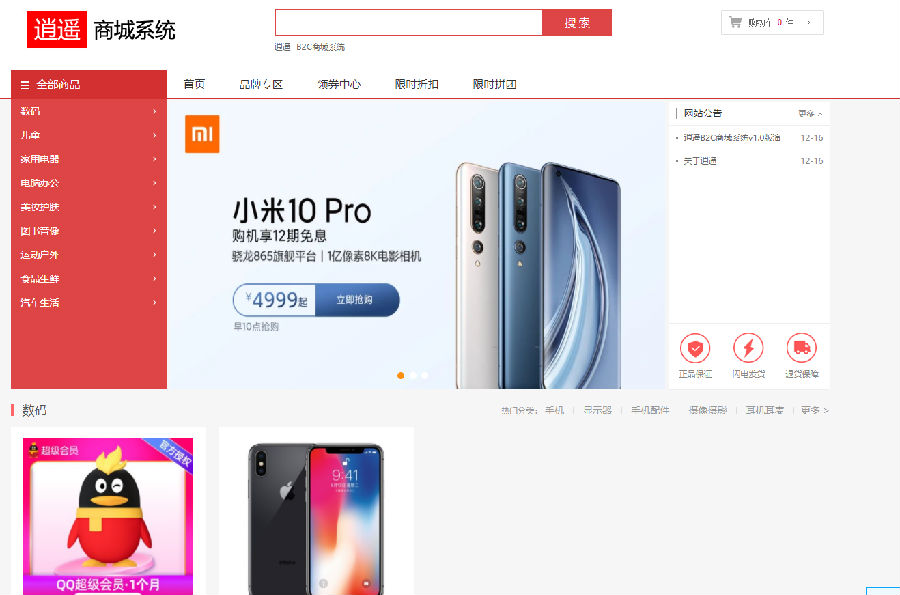 逍遥 商城系统
搜索
逍遥 B2C商城系统
购物车 0 件 >
全部商品
首页 品牌专区 领券中心 限时折扣 限时拼团
数码 >
儿童 >
家用电器 >
电脑办公 >
美妆护肤 >
图书音像 >
运动户外 >
食品生鲜 >
汽车生活 >
小米10 Pro
购机享12期免息
骁龙865旗舰平台｜1亿像素8K电影相机
¥4999起 立即抢购
早10点抢购
网站公告 更多 >
逍遥B2C商城系统v1.0 12-16
关于逍遥 12-16
正品保证 闪电发货 退货保障
数码
热门分类： 手机 | 显示器 | 手机配件 | 摄像摄影 | 耳机耳麦 | 更多 >
超级会员
官方授权
QQ超级会员·1个月
9:41